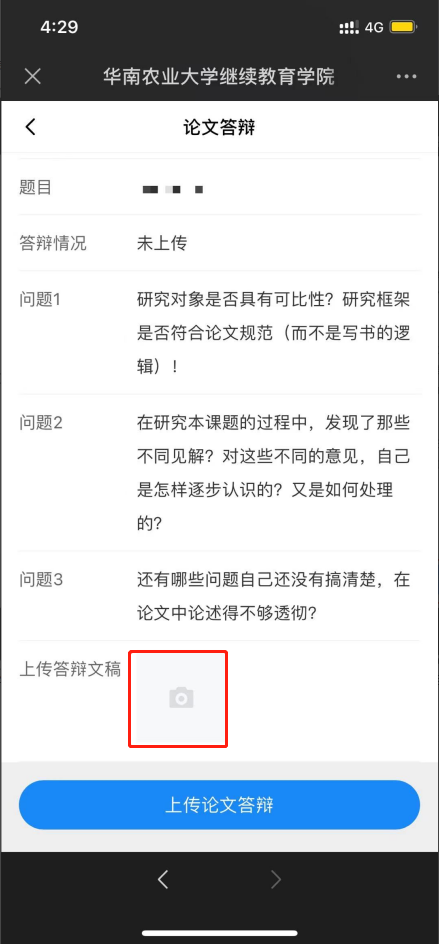 4:29
4G
华南农业大学继续教育学院
论文答辩
题目
答辩情况 未上传
问题1 研究对象是否具有可比性？研究框架
是否符合论文规范（而不是写书的逻
辑）！
问题2 在研究本课题的过程中，发现了那些
不同见解？对这些不同的意见，自己
是怎样逐步认识的？又是如何处理
的?
问题3 还有哪些问题自己还没有搞清楚，在
论文中论述得不够透彻?
上传答辩文稿
上传论文答辩